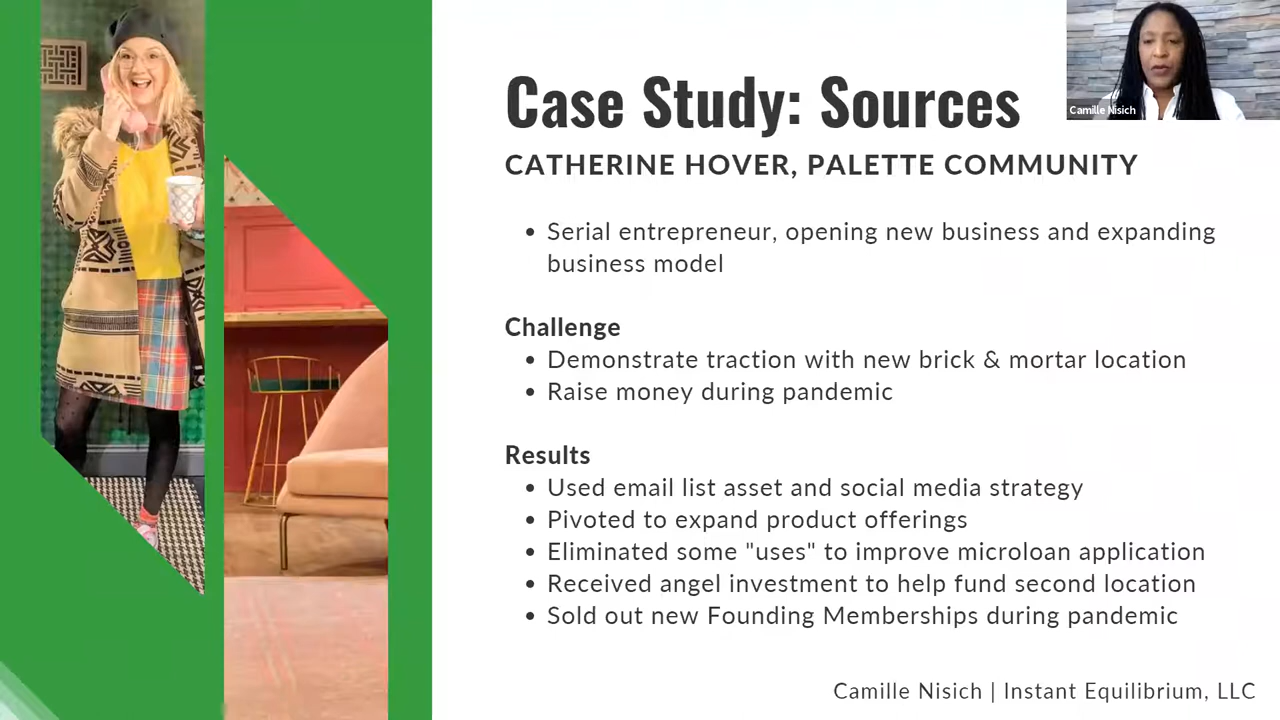 Case Study: Sources
Camille Nisich
CATHERINE HOVER, PALETTE COMMUNITY
• Serial entrepreneur, opening new business and expanding
business model
Challenge
• Demonstrate traction with new brick & mortar location
• Raise money during pandemic
Results
• Used email list asset and social media strategy
• Pivoted to expand product offerings
• Eliminated some "uses" to improve microloan application
• Received angel investment to help fund second location
• Sold out new Founding Memberships during pandemic
Camille Nisich | Instant Equilibrium, LLC